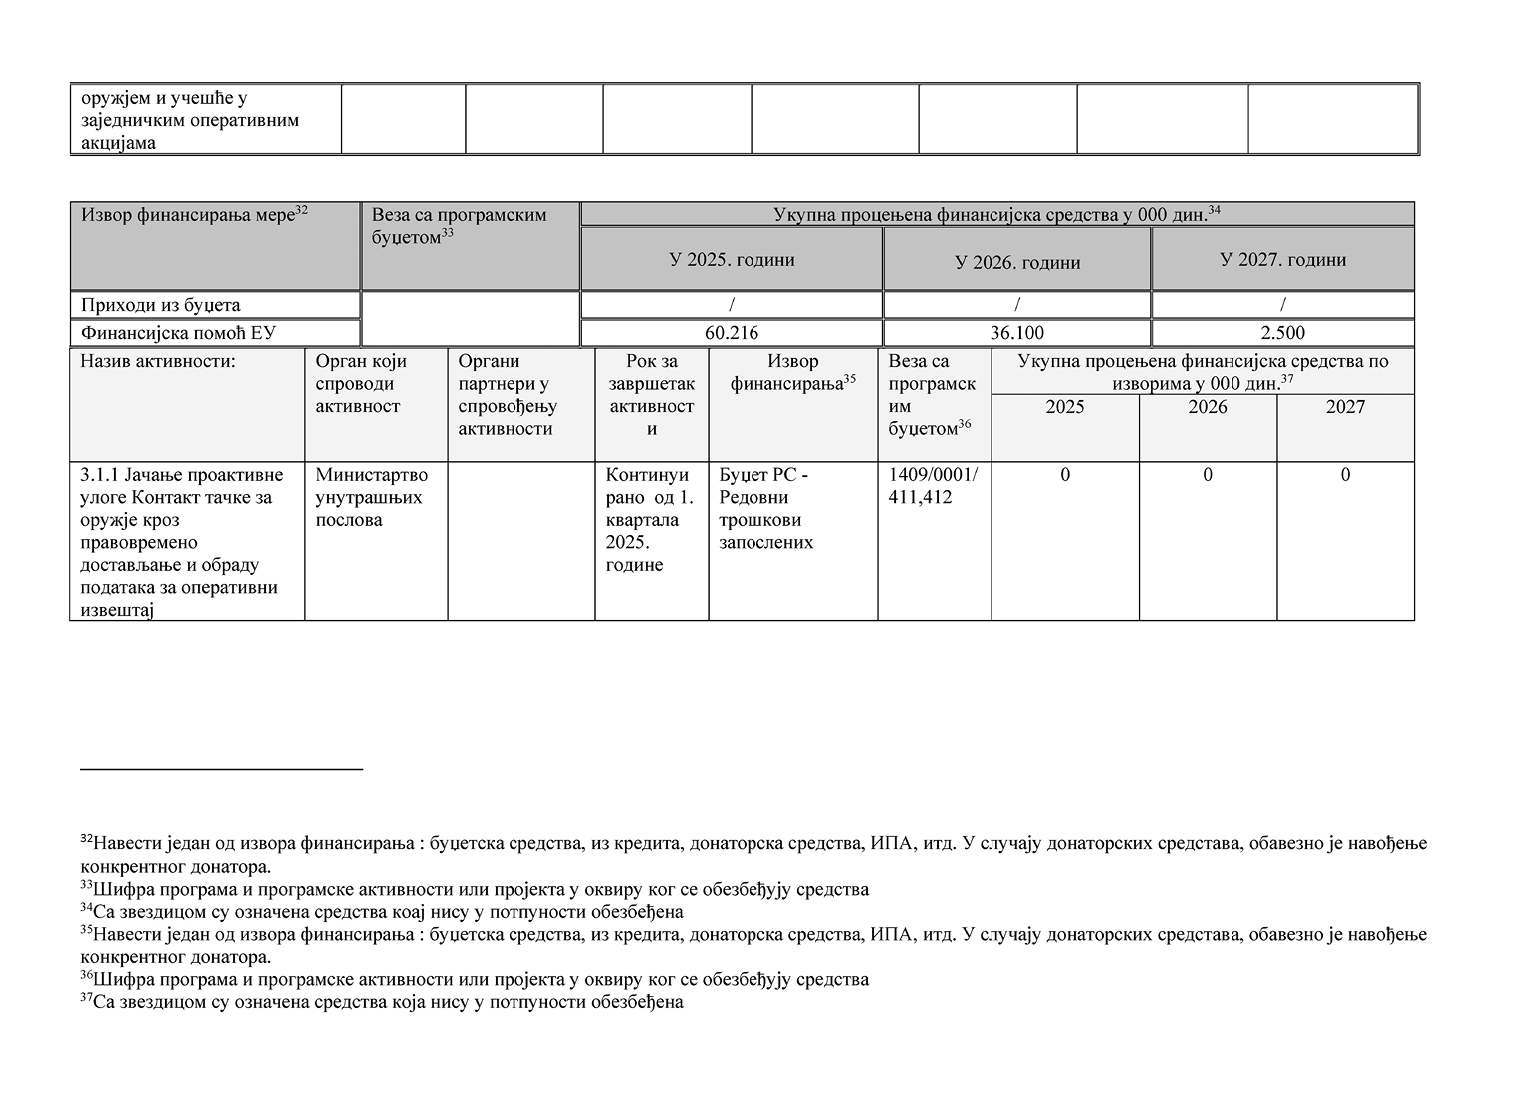 оружјем и учешће у
заједничким оперативним
акцијама
Извор финансирања мере32
Веза са програмским
буџетом33
Укупна процењена финансијска средства у 000 дин.34
У 2025. години
У 2026. години
У 2027. години
Приходи из буџета
/
/
/
Финансијска помоћ ЕУ
60.216
36.100
2.500
Назив активности:
Орган који
спроводи
активност
Органи
партнери у
спровођењу
активности
Рок за
завршетак
активност
и
Извор
финансирања35
Веза са
програмск
им
буџетом36
Укупна процењена финансијска средства по
изворима у 000 дин.37
2025
2026
2027
3.1.1 Јачање проактивне
улоге Контакт тачке за
оружје кроз
правовремено
достављање и обраду
података за оперативни
извештај
Министартво
унутрашњих
послова
Континуи
рано од 1.
квартала
2025.
године
Буџет РС -
Редовни
трошкови
запослених
1409/0001/
411,412
0
0
0
32Навести један од извора финансирања : буџетска средства, из кредита, донаторска средства, ИПА, итд. У случају донаторских средстава, обавезно је навођење
конкретног донатора.
33Шифра програма и програмске активности или пројекта у оквиру ког се обезбеђују средства
34Са звездицом су означена средства коај нису у потпуности обезбеђена
35Навести један од извора финансирања : буџетска средства, из кредита, донаторска средства, ИПА, итд. У случају донаторских средстава, обавезно је навођење
конкретног донатора.
36Шифра програма и програмске активности или пројекта у оквиру ког се обезбеђују средства
37Са звездицом су означена средства која нису у потпуности обезбеђена